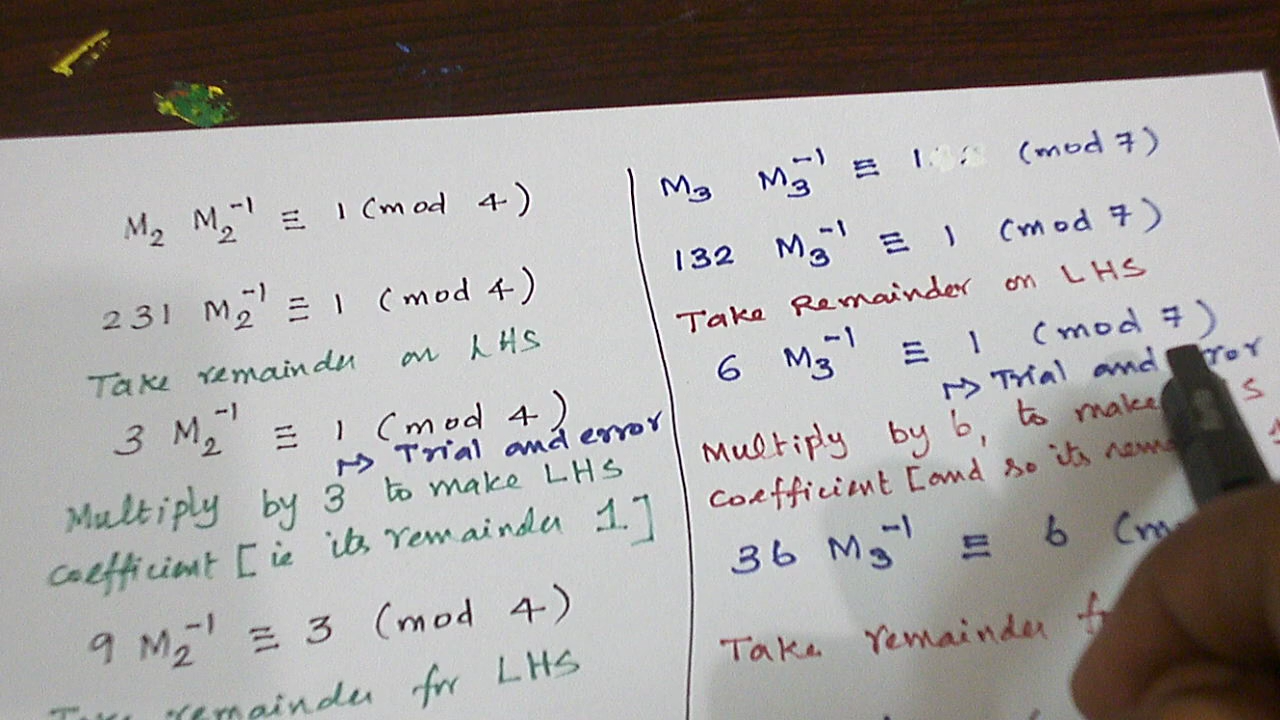 M₂ M₂⁻¹ ≡ 1 (mod 4)
231 M₂⁻¹ ≡ 1 (mod 4)
Take remainder on LHS
3 M₂⁻¹ ≡ 1 (mod 4)
↦ Trial and error
Multiply by 3 to make LHS
coefficient [ie its remainder 1.]
9 M₂⁻¹ ≡ 3 (mod 4)
remainder for LHS
M₃ M₃⁻¹ ≡ 1 (mod 7)
132 M₃⁻¹ ≡ 1 (mod 7)
Take Remainder on LHS
6 M₃⁻¹ ≡ 1 (mod 7)
↦ Trial and
Multiply by 6, to make
coefficient [and so its
36 M₃⁻¹ ≡ 6 (m
Take remainder